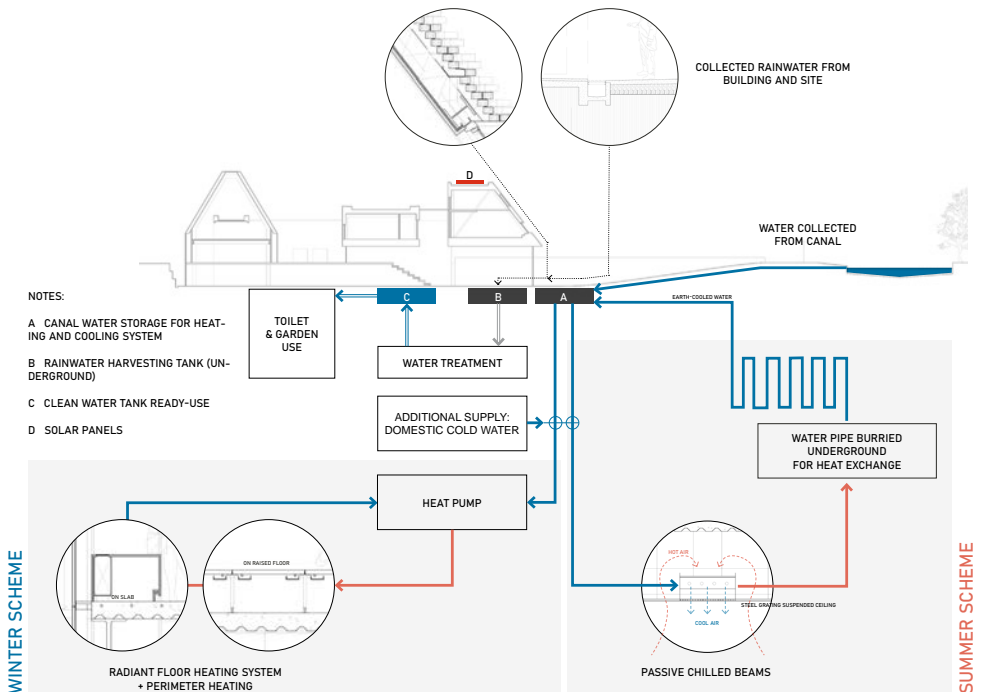 COLLECTED RAINWATER FROM
BUILDING AND SITE
D
WATER COLLECTED
FROM CANAL
C
B
A
EARTH-COOLED WATER
NOTES:
A CANAL WATER STORAGE FOR HEAT-
ING AND COOLING SYSTEM
B RAINWATER HARVESTING TANK (UN-
DERGROUND)
C CLEAN WATER TANK READY-USE
D SOLAR PANELS
TOILET
& GARDEN
USE
WATER TREATMENT
ADDITIONAL SUPPLY:
DOMESTIC COLD WATER
WATER PIPE BURRIED
UNDERGROUND
FOR HEAT EXCHANGE
HEAT PUMP
WINTER SCHEME
ON SLAB
ON RAISED FLOOR
RADIANT FLOOR HEATING SYSTEM
+ PERIMETER HEATING
HOT AIR
STEEL GRATING SUSPENDED CEILING
COOL AIR
PASSIVE CHILLED BEAMS
SUMMER SCHEME